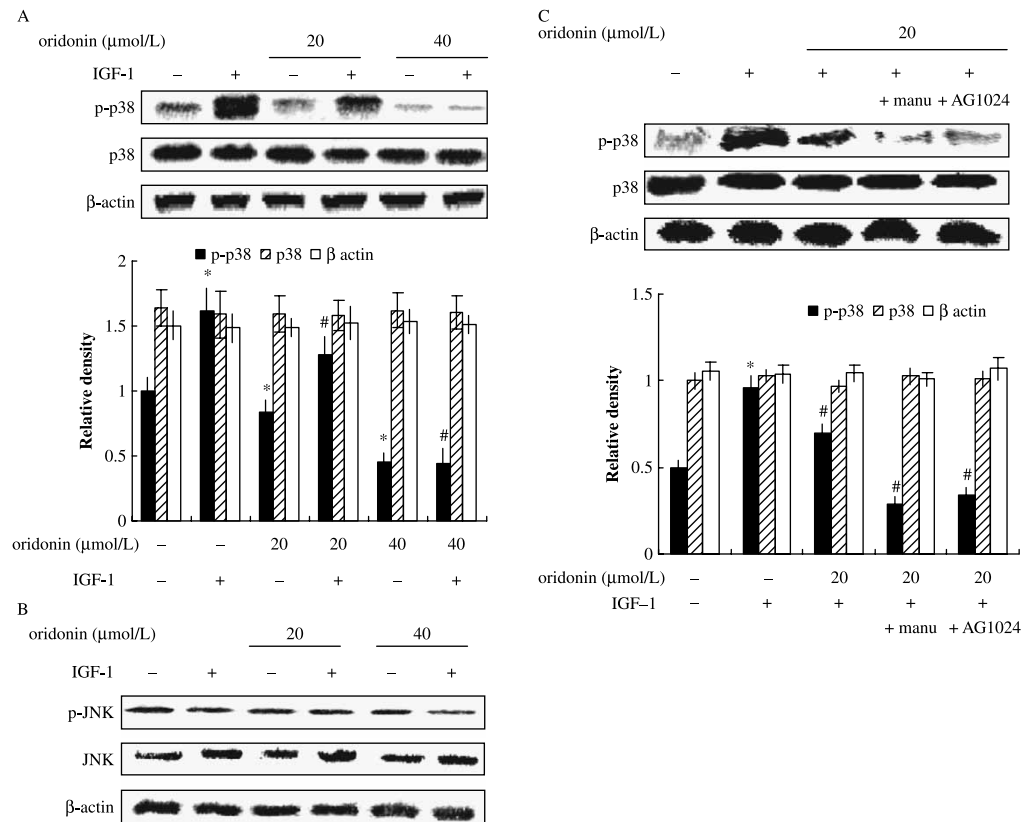 A
oridonin (μmol/L) 20 40
IGF-1 – + – + – +
p-p38
p38
β-actin
■ p-p38 ▨ p38 □ β actin
Relative density
2
1.5
1
0.5
0
* * # * #
oridonin (μmol/L) – – 20 20 40 40
IGF-1 – + – + – +
B
oridonin (μmol/L) 20 40
IGF-1 – + – + – +
p-JNK
JNK
β-actin
C
oridonin (μmol/L) 20
– + + + +
+ manu + AG1024
p-p38
p38
β-actin
■ p-p38 ▨ p38 □ β actin
Relative density
1.5
1
0.5
0
* # # #
oridonin (μmol/L) – – 20 20 20
IGF–1 – + + + +
+ manu + AG1024